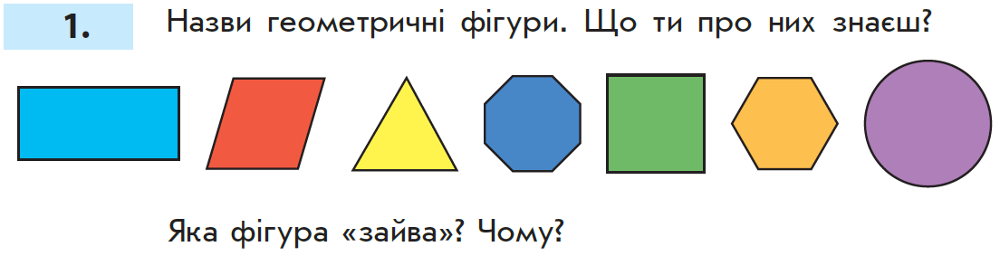 1. Назви геометричні фігури. Що ти про них знаєш?
Яка фігура «зайва»? Чому?